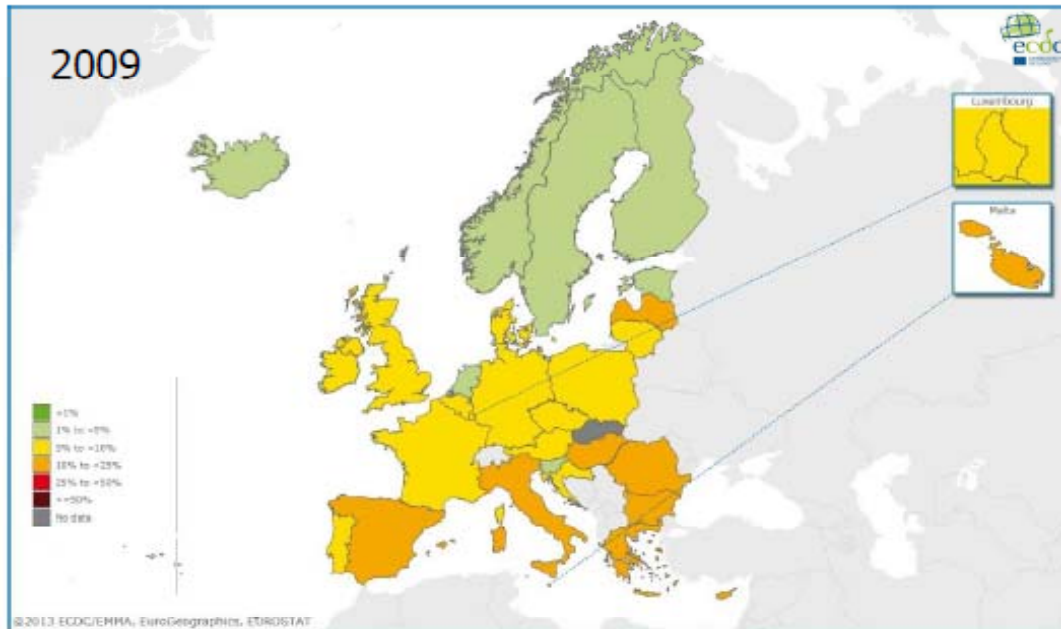 2009
ecdc
Luxembourg
Malta
<1%
1% to <5%
5% to <10%
10% to <25%
25% to <50%
>=50%
No data
©2013 ECDC/EMMA, EuroGeographics, EUROSTAT